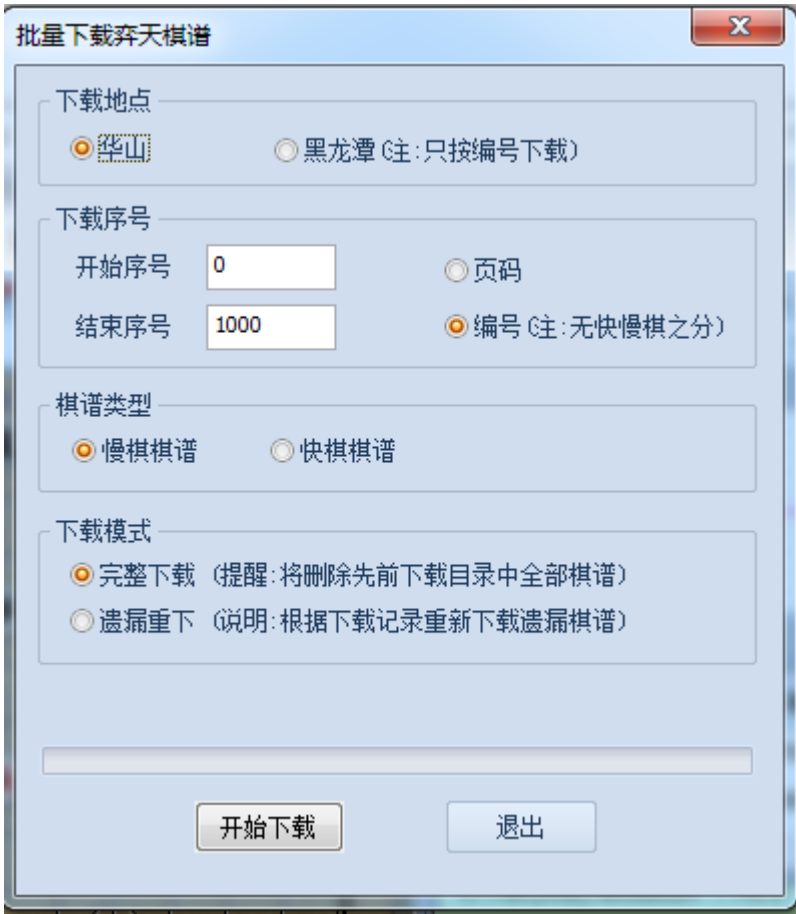 批量下载弈天棋谱
下载地点
华山 黑龙潭(注:只按编号下载)
下载序号
开始序号 0 页码
结束序号 1000 编号(注:无快慢棋之分)
棋谱类型
慢棋棋谱 快棋棋谱
下载模式
完整下载 (提醒:将删除先前下载目录中全部棋谱)
遗漏重下 (说明:根据下载记录重新下载遗漏棋谱)
开始下载 退出